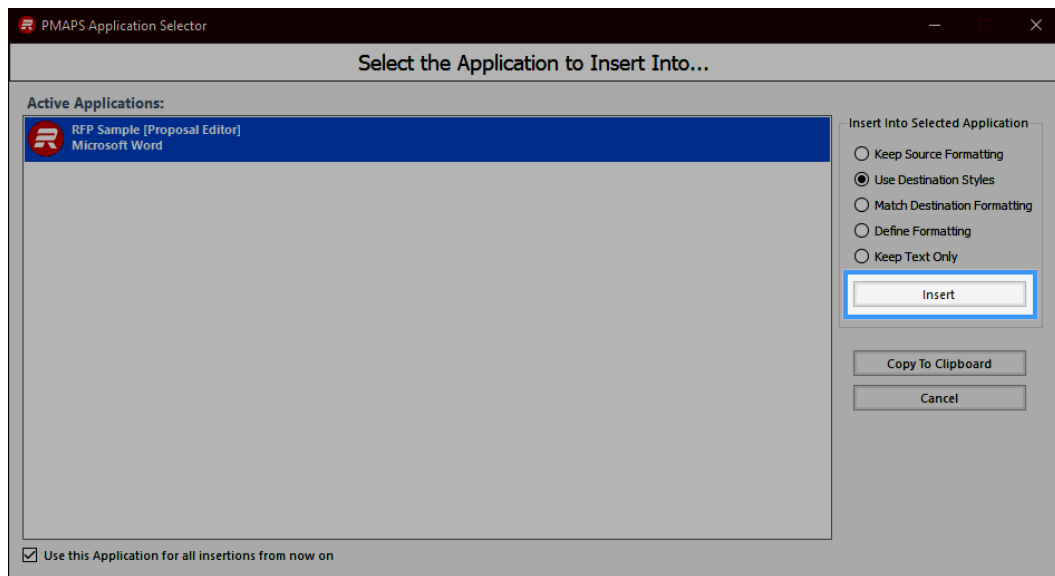 PMAPS Application Selector
Select the Application to Insert Into...
Active Applications:
RFP Sample [Proposal Editor]
Microsoft Word
Insert Into Selected Application
Keep Source Formatting
Use Destination Styles
Match Destination Formatting
Define Formatting
Keep Text Only
Insert
Copy To Clipboard
Cancel
Use this Application for all insertions from now on